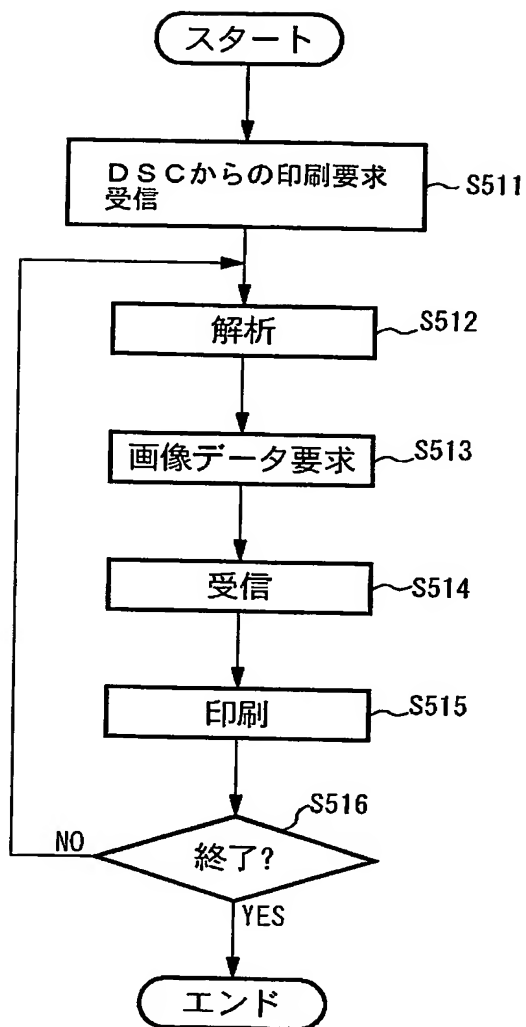 スタート
DSCからの印刷要求
受信
S511
解析
S512
画像データ要求
S513
受信
S514
印刷
S515
S516
終了?
NO
YES
エンド